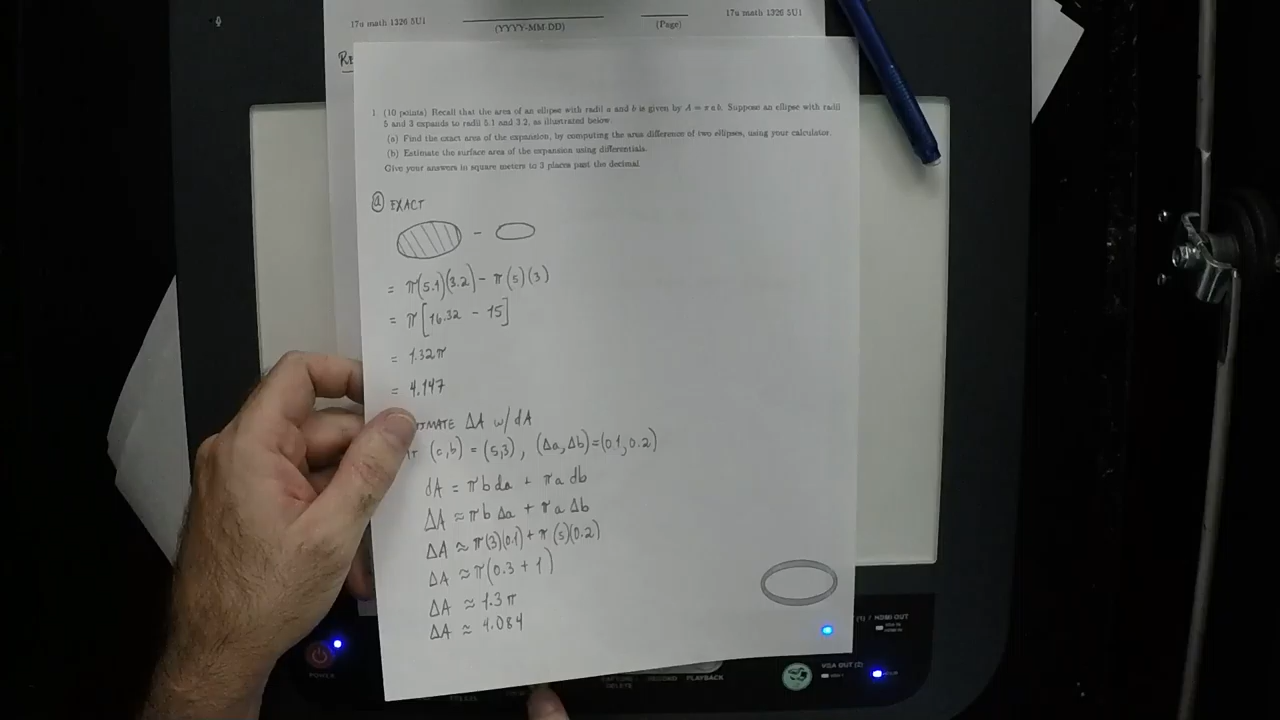 17u math 1326 5U1
(YYYY-MM-DD)
(Page)
17u math 1326 5U1
1. (10 points) Recall that the area of an ellipse with radii a and b is given by A = π a b. Suppose an ellipse with radii
5 and 3 expands to radii 5.1 and 3.2, as illustrated below.
(a) Find the exact area of the expansion, by computing the area difference of two ellipses, using your calculator.
(b) Estimate the surface area of the expansion using differentials.
Give your answers in square meters to 3 places past the decimal.
(a) EXACT
-
= π(5.1)(3.2) - π(5)(3)
= π[16.32 - 15]
= 1.32π
= 4.147
ΔA w/ dA
(a,b) = (5,3), (Δa,Δb)=(0.1,0.2)
dA = πb da + πa db
ΔA ≈ πb Δa + πa Δb
ΔA ≈ π(3)(0.1) + π(5)(0.2)
ΔA ≈ π(0.3 + 1)
ΔA ≈ 1.3π
ΔA ≈ 4.084
POWER
RECORD
PLAYBACK
DELETE
VGA OUT (2)
(1) / HDMI OUT